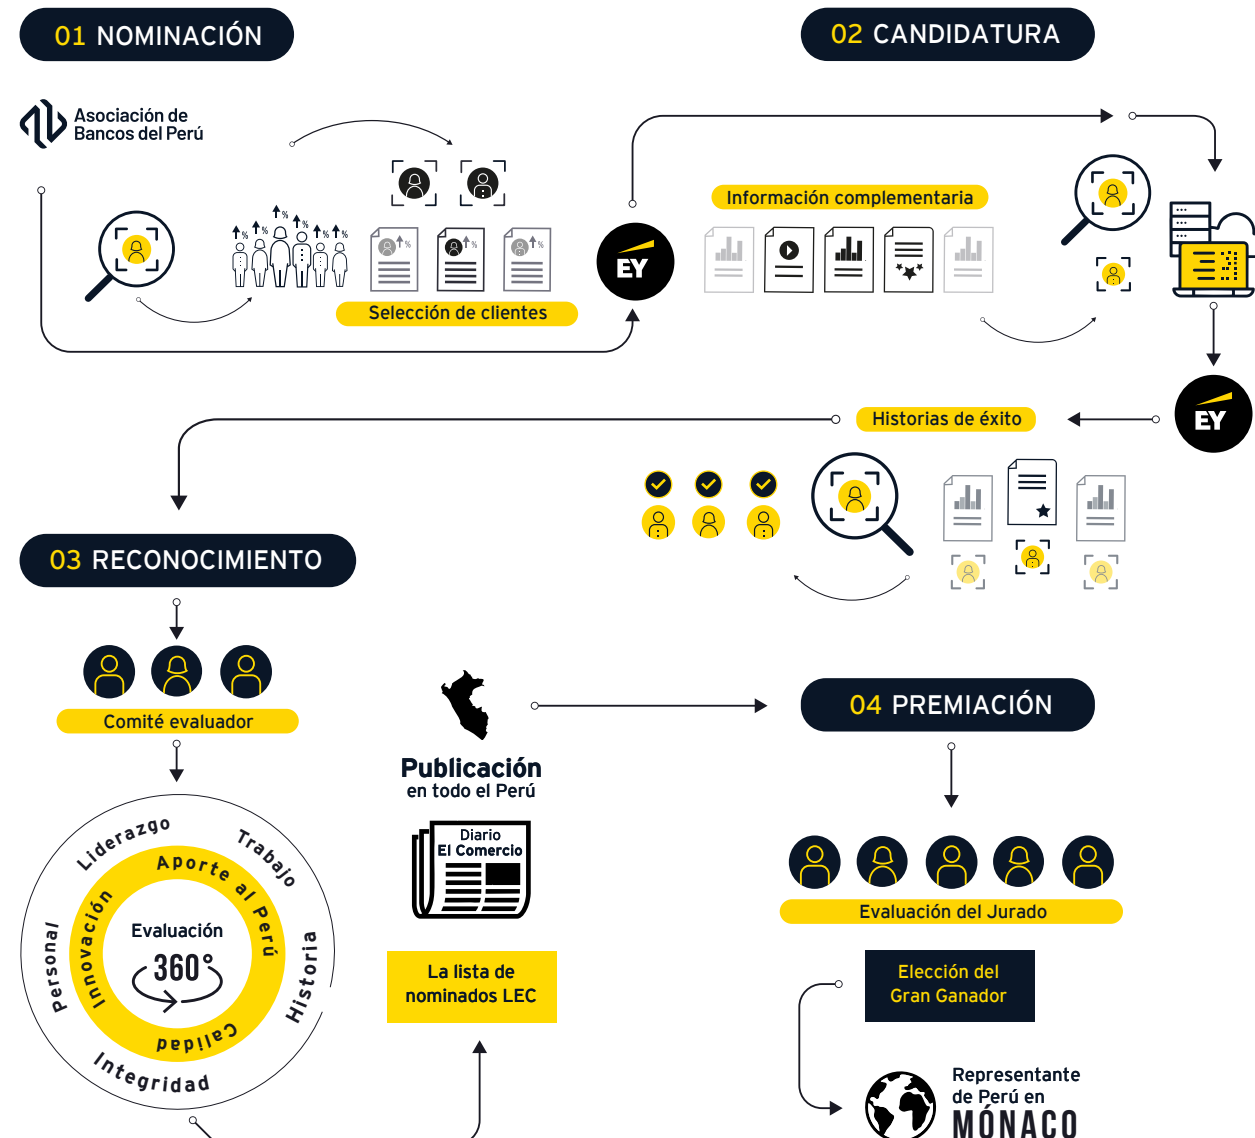 01 NOMINACIÓN
02 CANDIDATURA
Asociación de
Bancos del Perú
% % % % % %
% % %
Selección de clientes
EY
Información complementaria
EY
Historias de éxito
03 RECONOCIMIENTO
Comité evaluador
Liderazgo
Trabajo
Historia
Integridad
Personal
Aporte al Perú
Calidad
Innovación
Evaluación
360°
Publicación
en todo el Perú
Diario
El Comercio
La lista de
nominados LEC
04 PREMIACIÓN
Evaluación del Jurado
Elección del
Gran Ganador
Representante
de Perú en
MÓNACO